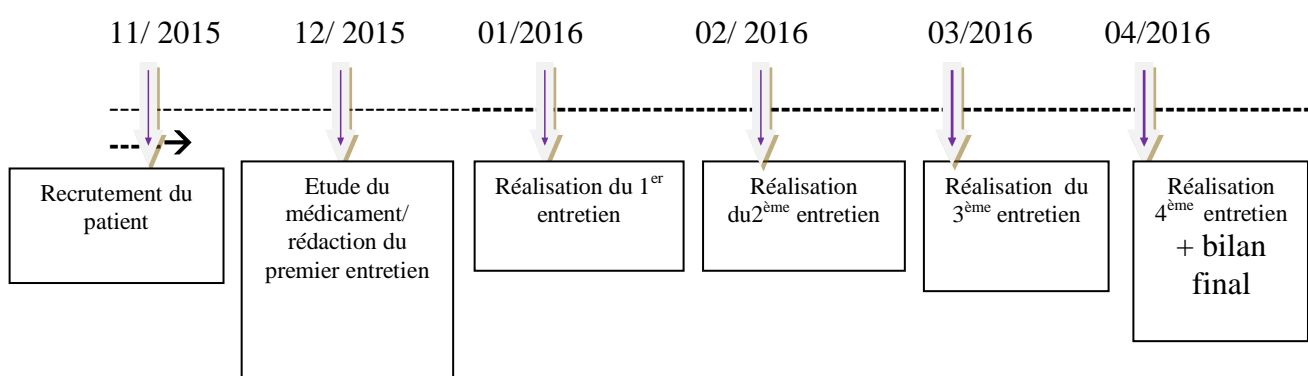 11/ 2015
12/ 2015
01/2016
02/ 2016
03/2016
04/2016
Recrutement du
patient
Etude du
médicament/
rédaction du
premier entretien
Réalisation du 1er
entretien
Réalisation
du2ème entretien
Réalisation du
3ème entretien
Réalisation
4ème entretien
+ bilan
final